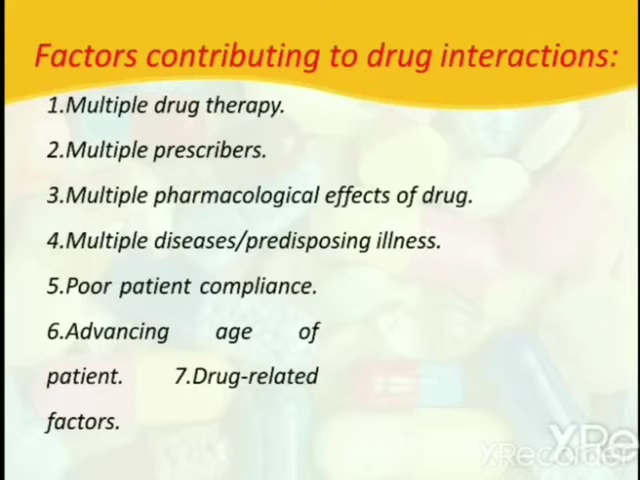 Factors contributing to drug interactions:
1.Multiple drug therapy.
2.Multiple prescribers.
3.Multiple pharmacological effects of drug.
4.Multiple diseases/predisposing illness.
5.Poor patient compliance.
6.Advancing age of
patient. 7.Drug-related
factors.
XRe
XRecorder